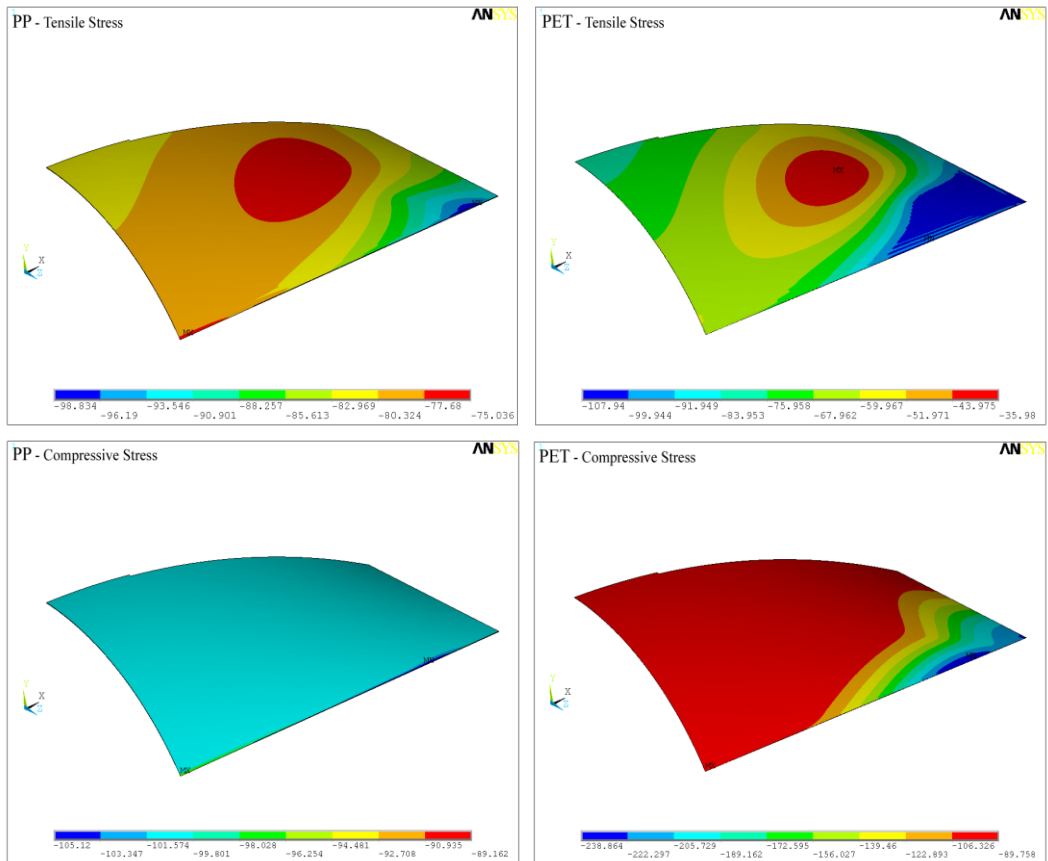 PP - Tensile Stress
ANSYS
MX
MN
Y
X
Z
-98.834 -93.546 -88.257 -82.969 -77.68
-96.19 -90.901 -85.613 -80.324 -75.036
PET - Tensile Stress
ANSYS
MX
MN
Y
X
Z
-107.94 -91.949 -75.958 -59.967 -43.975
-99.944 -83.953 -67.962 -51.971 -35.98
PP - Compressive Stress
ANSYS
MN
MX
Y
X
Z
-105.12 -101.574 -98.028 -94.481 -90.935
-103.347 -99.801 -96.254 -92.708 -89.162
PET - Compressive Stress
ANSYS
MN
MX
Y
X
Z
-238.864 -205.729 -172.595 -139.46 -106.326
-222.297 -189.162 -156.027 -122.893 -89.758